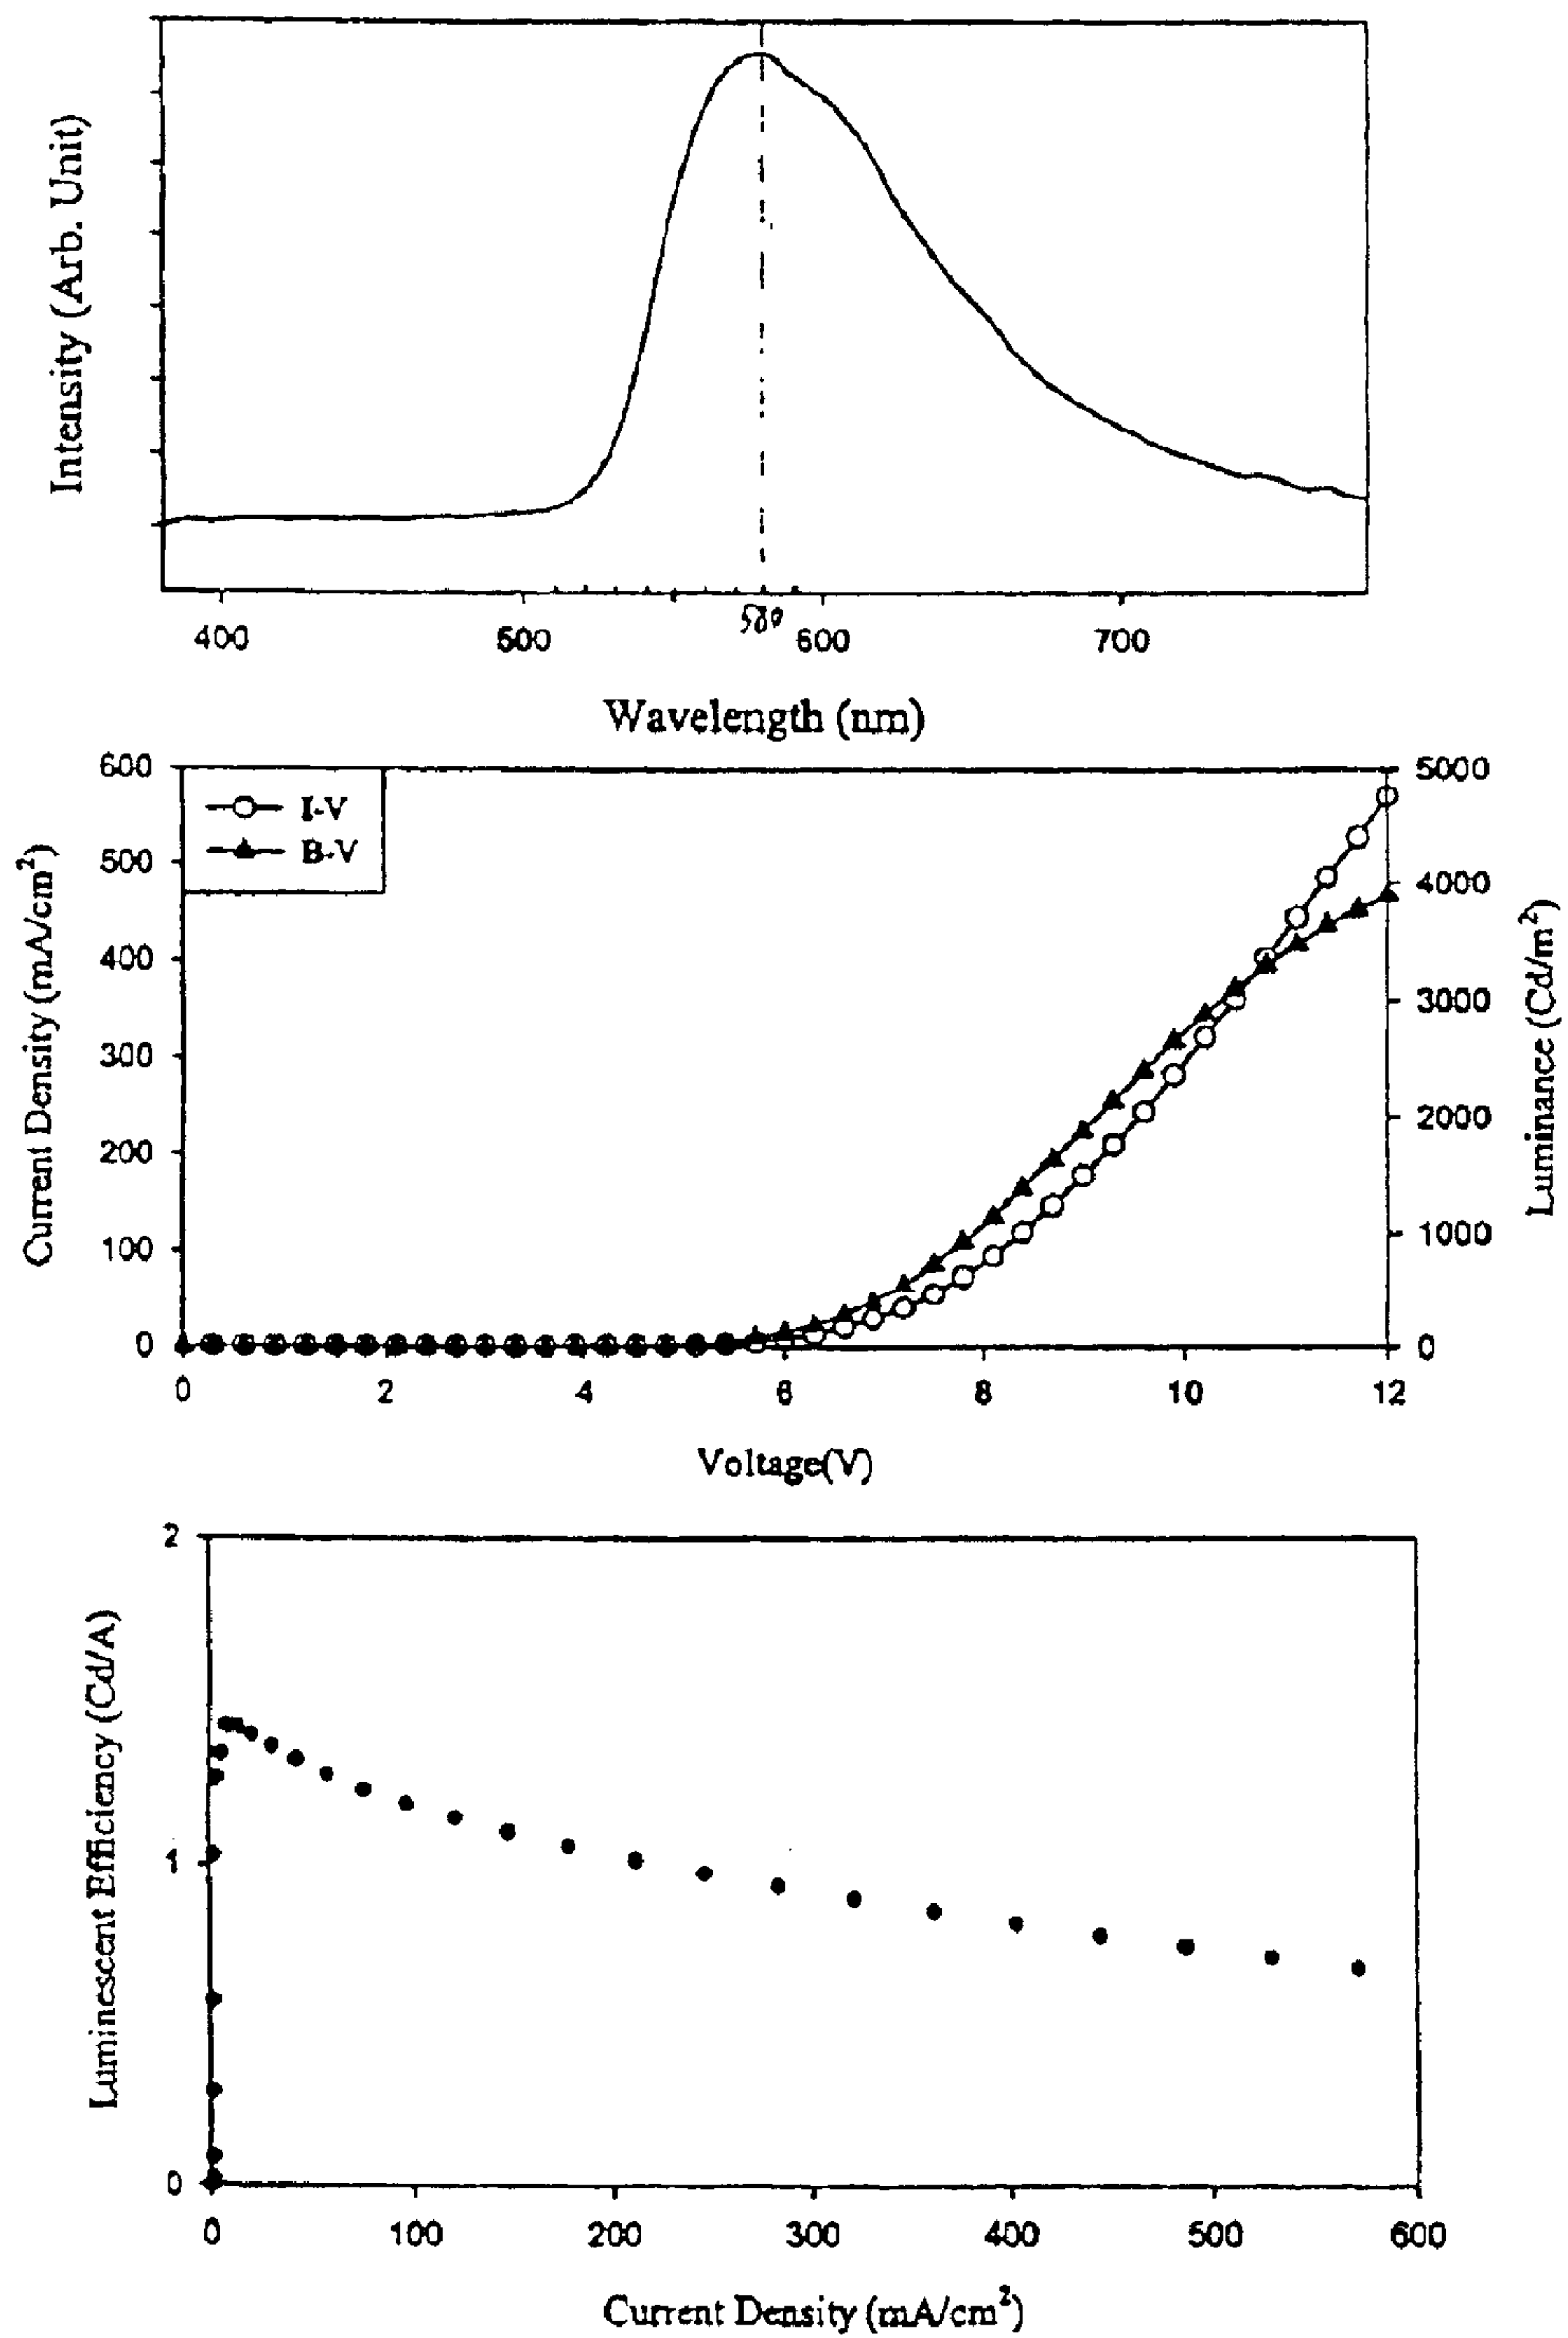 Intensity (Arb. Unit)
400 500 580 600 700
Wavelength (nm)
I-V
B-V
Current Density (mA/cm²)
600
500
400
300
200
100
0
5000
4000
3000
2000
1000
0
Luminance (Cd/m²)
0 2 4 6 8 10 12
Voltage(V)
Luminescent Efficiency (Cd/A)
2
1
0
0 100 200 300 400 500 600
Current Density (mA/cm²)